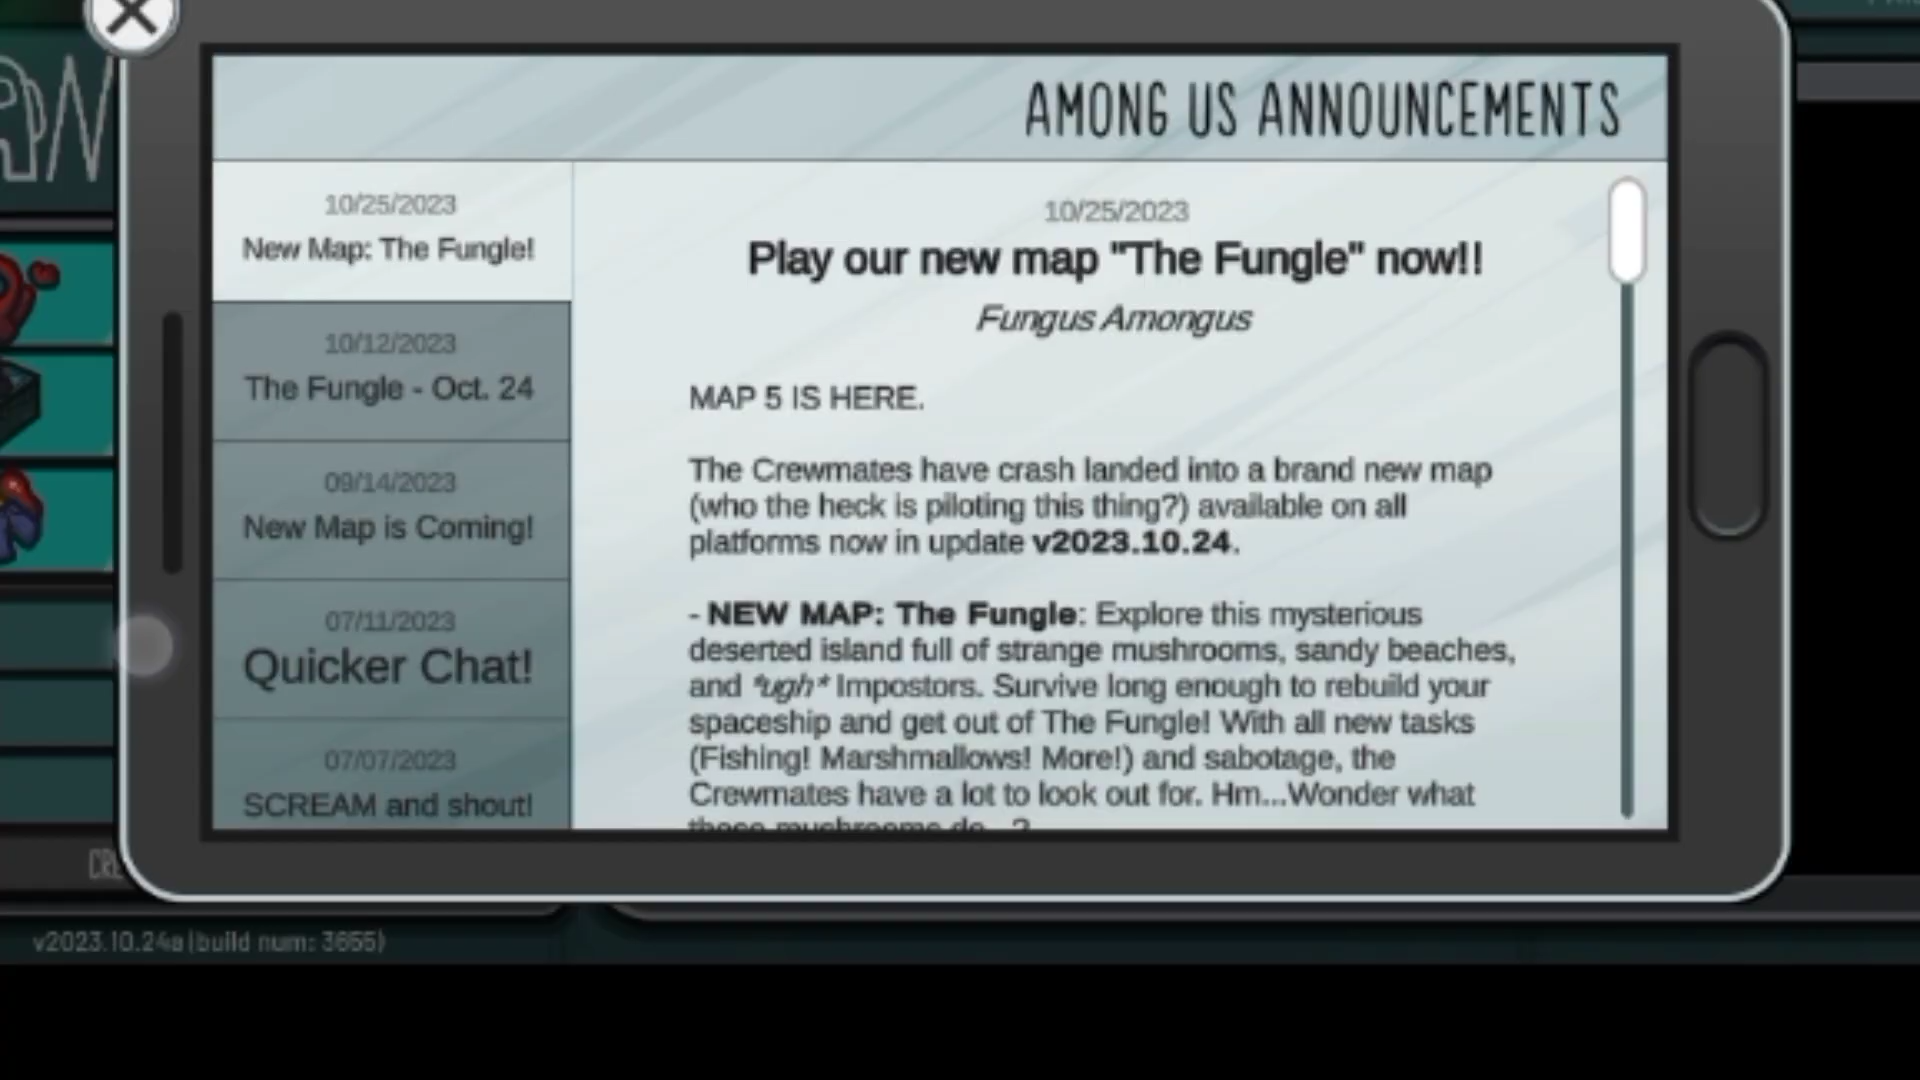 AMONG US ANNOUNCEMENTS
10/25/2023
New Map: The Fungle!
10/12/2023
The Fungle - Oct. 24
09/14/2023
New Map is Coming!
07/11/2023
Quicker Chat!
07/07/2023
SCREAM and shout!
10/25/2023
Play our new map "The Fungle" now!!
Fungus Amongus
MAP 5 IS HERE.
The Crewmates have crash landed into a brand new map
(who the heck is piloting this thing?) available on all
platforms now in update v2023.10.24.
- NEW MAP: The Fungle: Explore this mysterious
deserted island full of strange mushrooms, sandy beaches,
and *ugh* Impostors. Survive long enough to rebuild your
spaceship and get out of The Fungle! With all new tasks
(Fishing! Marshmallows! More!) and sabotage, the
Crewmates have a lot to look out for. Hm...Wonder what
these mushrooms do...?
CRE
v2023.10.24a (build num: 3655)